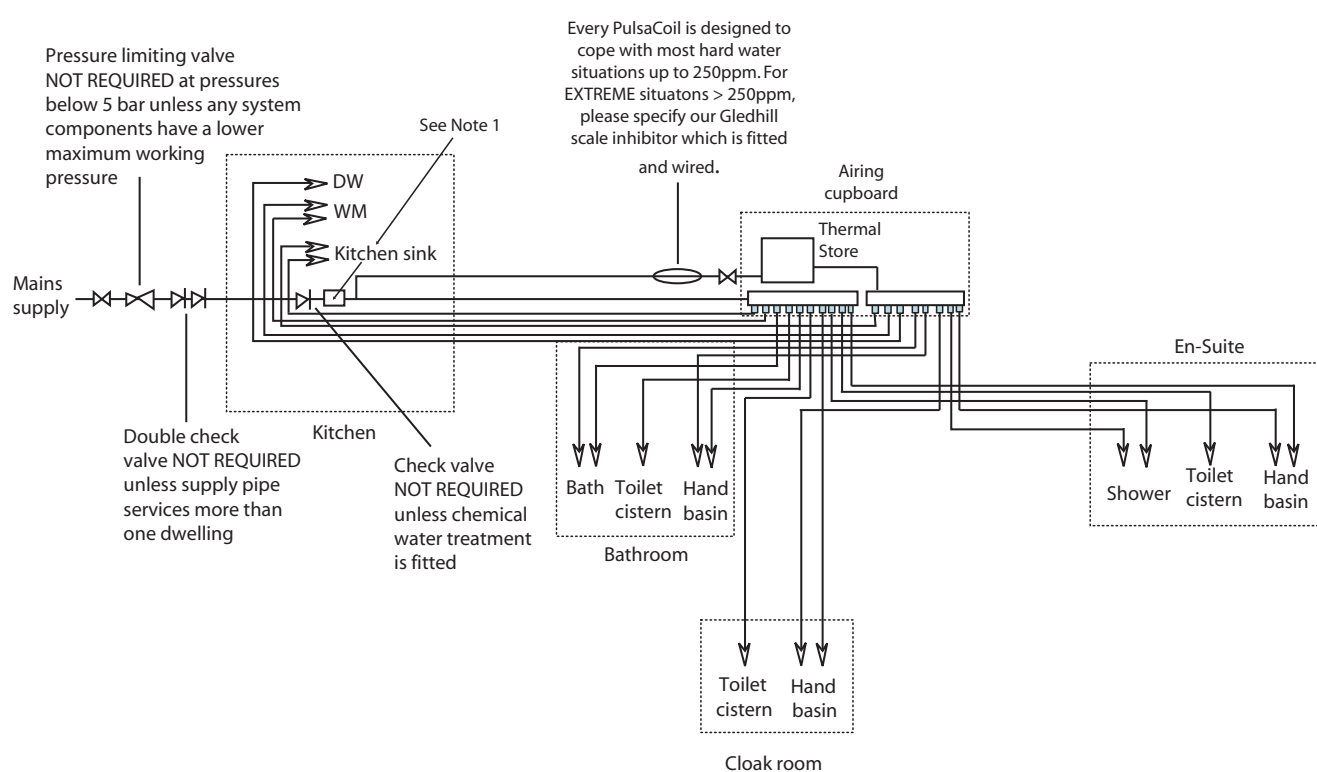 Every PulsaCoil is designed to
cope with most hard water
situations up to 250ppm. For
EXTREME situatons > 250ppm,
please specify our Gledhill
scale inhibitor which is fitted
and wired.
Pressure limiting valve
NOT REQUIRED at pressures
below 5 bar unless any system
components have a lower
maximum working
pressure
See Note 1
Airing
cupboard
DW
WM
Kitchen sink
Thermal
Store
Mains
supply
Kitchen
Double check
valve NOT REQUIRED
unless supply pipe
services more than
one dwelling
Check valve
NOT REQUIRED
unless chemical
water treatment
is fitted
Bath
Toilet
cistern
Hand
basin
Bathroom
En-Suite
Shower
Toilet
cistern
Hand
basin
Toilet
cistern
Hand
basin
Cloak room